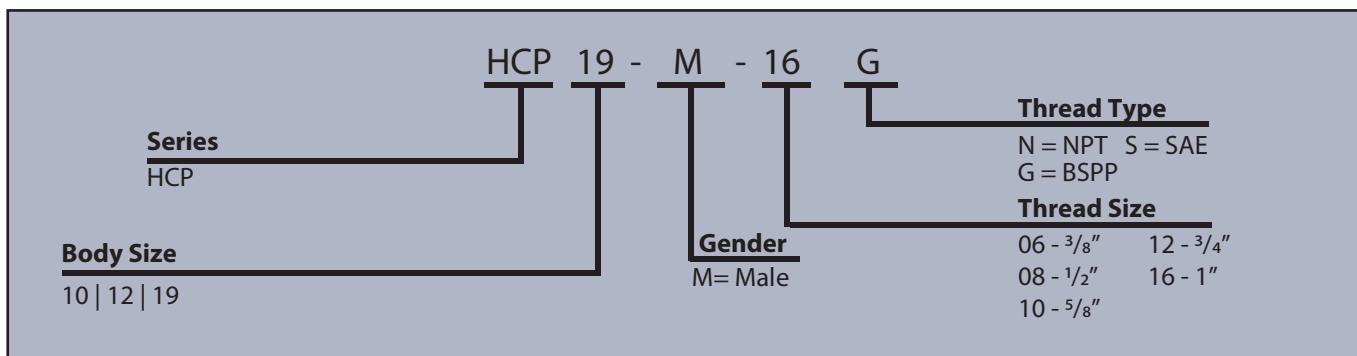 HCP 19 - M - 16 G
Series
HCP
Body Size
10 | 12 | 19
Gender
M= Male
Thread Type
N = NPT S = SAE
G = BSPP
Thread Size
06 - 3/8" 12 - 3/4"
08 - 1/2" 16 - 1"
10 - 5/8"